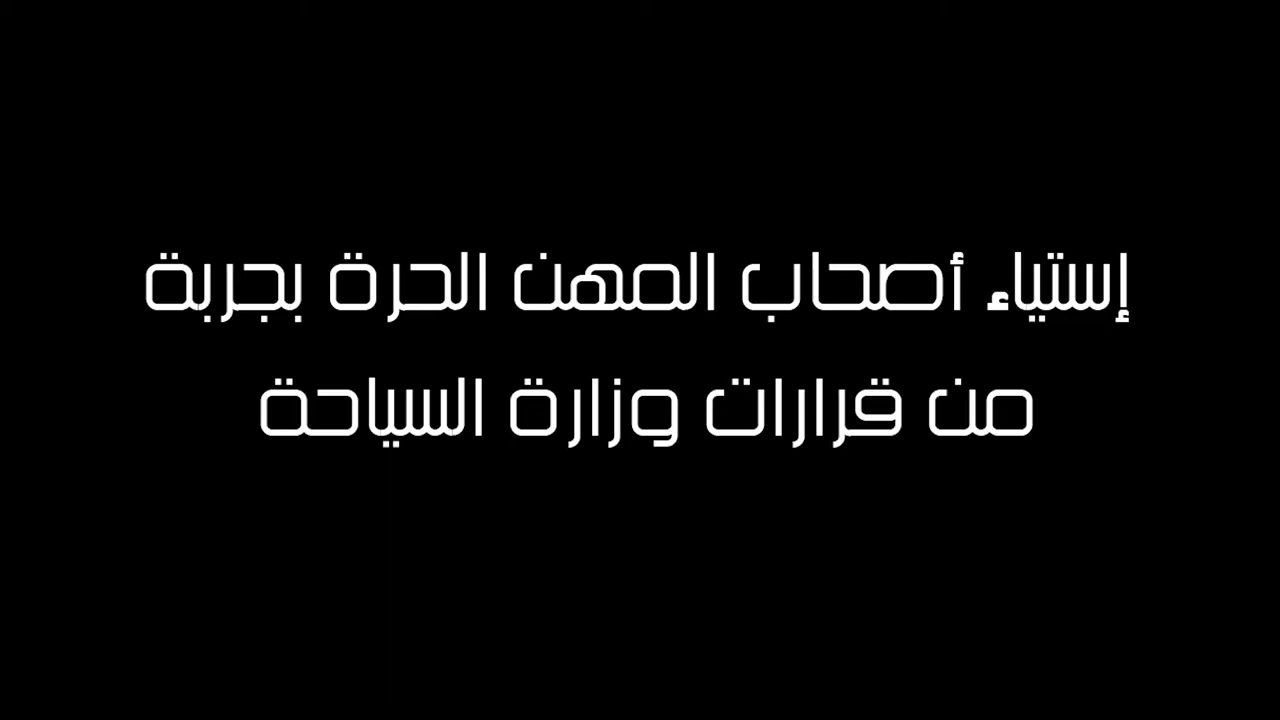 إستياء أصحاب المهن الحرة بجربة
من قرارات وزارة السياحة